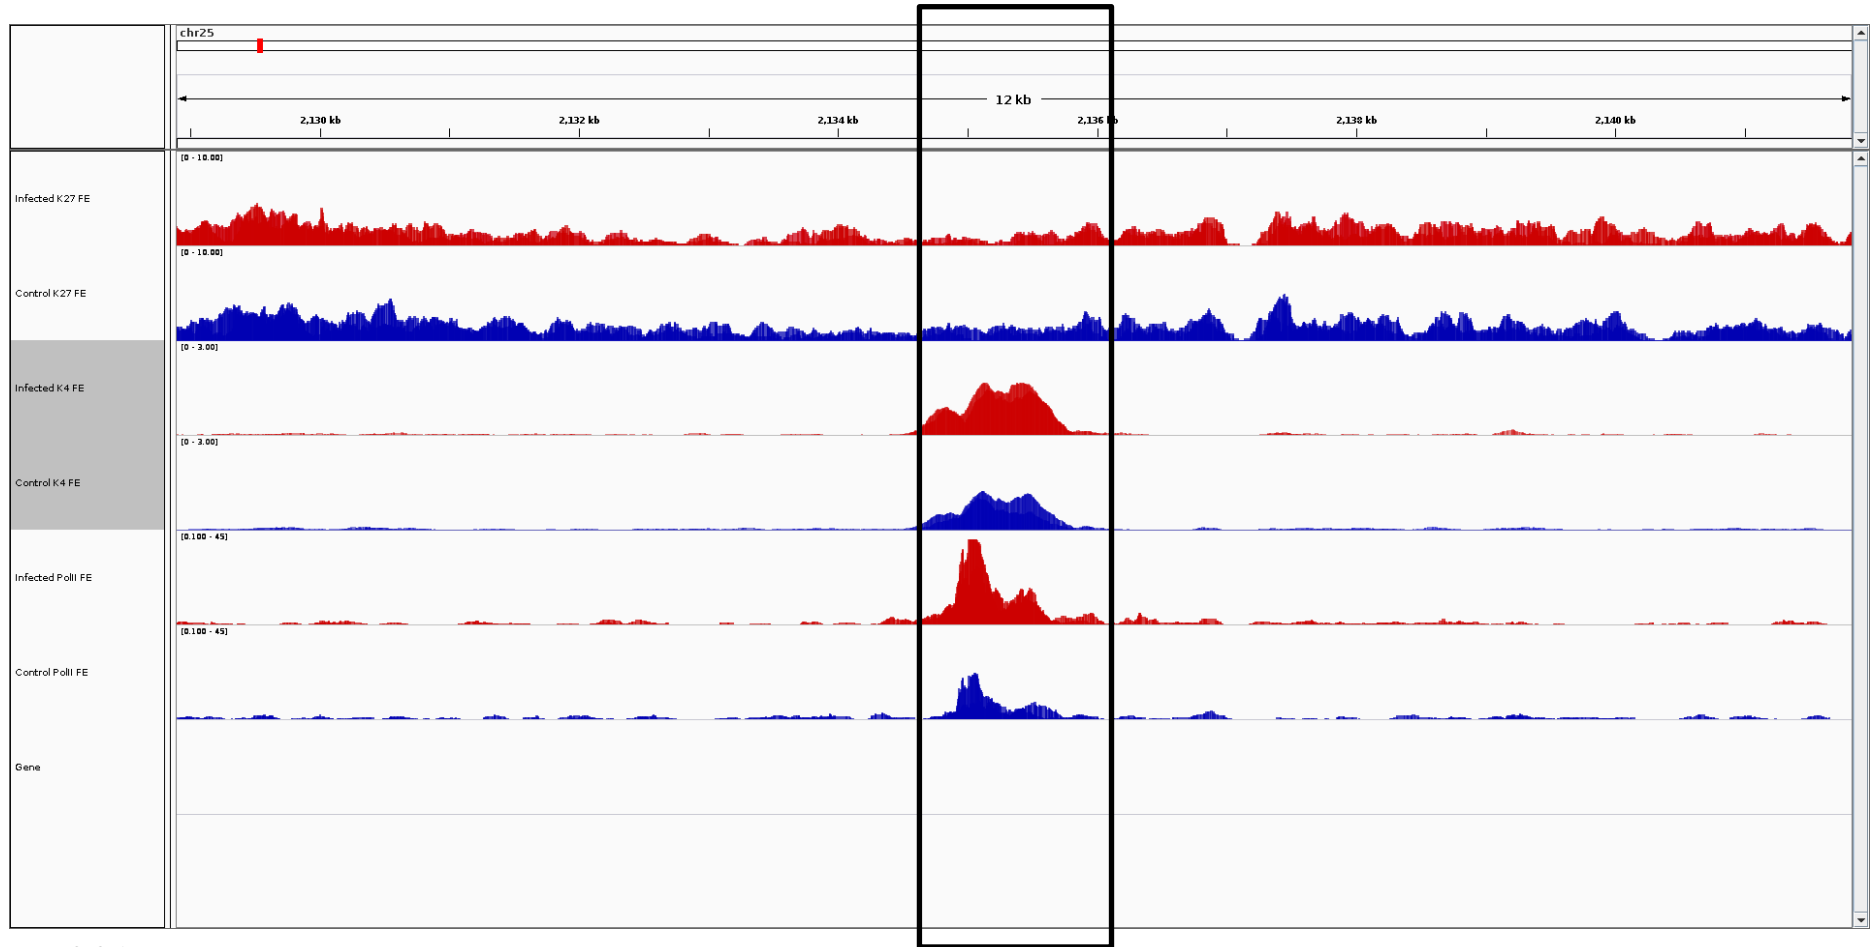 chr25
12 kb
2,130 kb 2,132 kb 2,134 kb 2,136 kb 2,138 kb 2,140 kb
[0 - 10.00]
Infected K27 FE
[0 - 10.00]
Control K27 FE
[0 - 3.00]
Infected K4 FE
[0 - 3.00]
Control K4 FE
[0.100 - 45]
Infected PolII FE
[0.100 - 45]
Control PolII FE
Gene